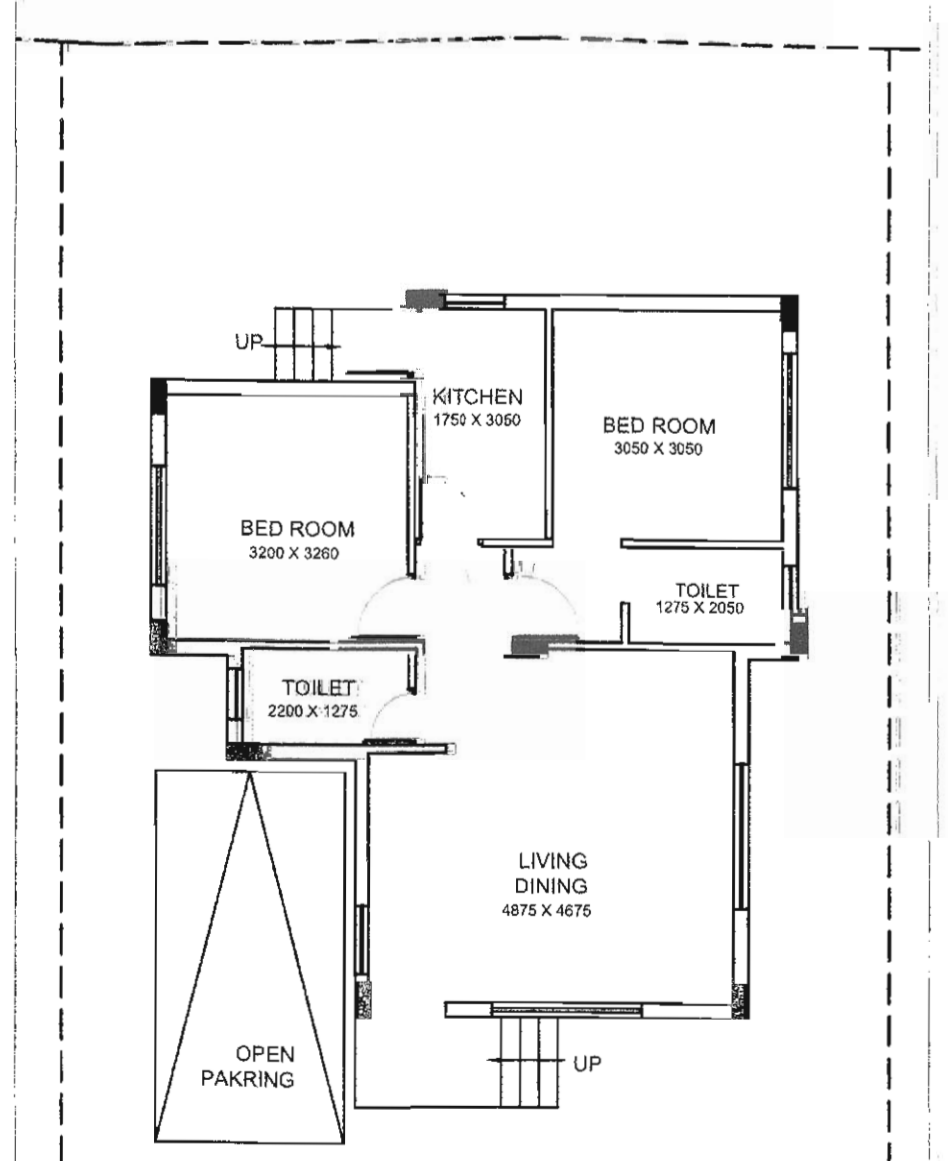 UP
KITCHEN
1750 X 3050
BED ROOM
3050 X 3050
BED ROOM
3200 X 3260
TOILET
1275 X 2050
TOILET
2200 X 1275
LIVING
DINING
4875 X 4675
OPEN
PAKRING
UP